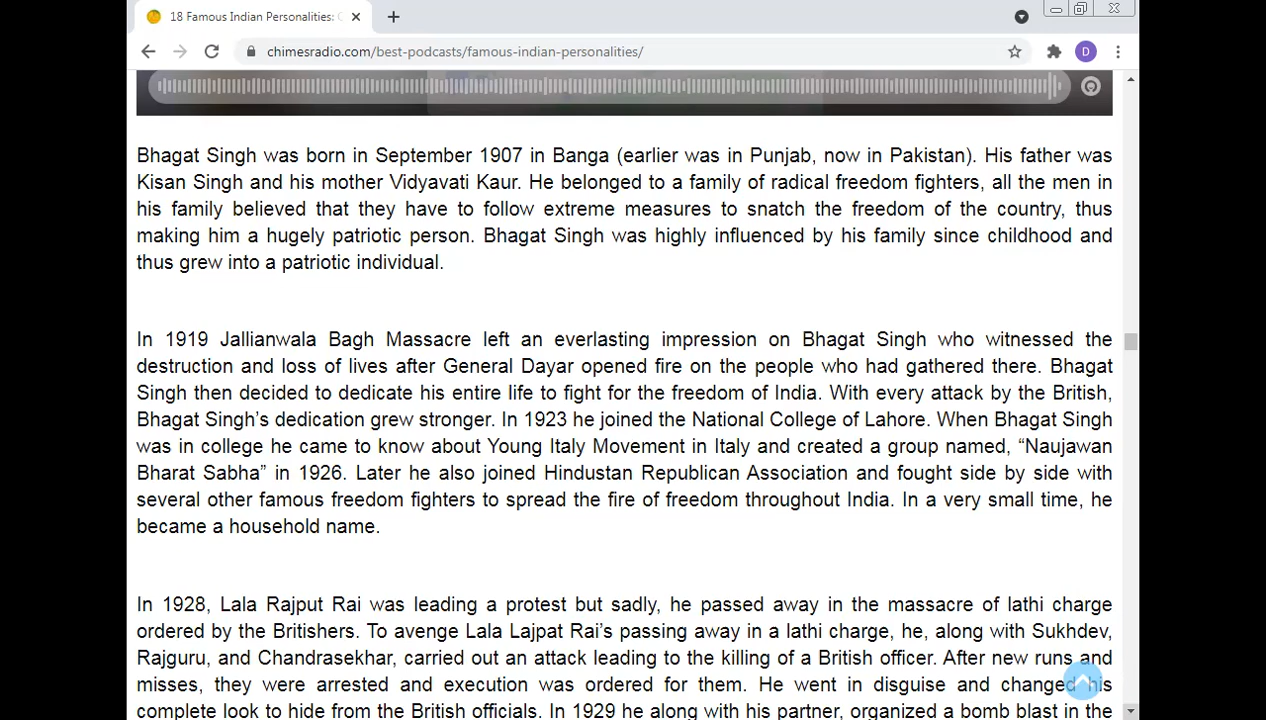 18 Famous Indian Personalities:
chimesradio.com/best-podcasts/famous-indian-personalities/
D
Bhagat Singh was born in September 1907 in Banga (earlier was in Punjab, now in Pakistan). His father was
Kisan Singh and his mother Vidyavati Kaur. He belonged to a family of radical freedom fighters, all the men in
his family believed that they have to follow extreme measures to snatch the freedom of the country, thus
making him a hugely patriotic person. Bhagat Singh was highly influenced by his family since childhood and
thus grew into a patriotic individual.
In 1919 Jallianwala Bagh Massacre left an everlasting impression on Bhagat Singh who witnessed the
destruction and loss of lives after General Dayar opened fire on the people who had gathered there. Bhagat
Singh then decided to dedicate his entire life to fight for the freedom of India. With every attack by the British,
Bhagat Singh’s dedication grew stronger. In 1923 he joined the National College of Lahore. When Bhagat Singh
was in college he came to know about Young Italy Movement in Italy and created a group named, “Naujawan
Bharat Sabha” in 1926. Later he also joined Hindustan Republican Association and fought side by side with
several other famous freedom fighters to spread the fire of freedom throughout India. In a very small time, he
became a household name.
In 1928, Lala Rajput Rai was leading a protest but sadly, he passed away in the massacre of lathi charge
ordered by the Britishers. To avenge Lala Lajpat Rai’s passing away in a lathi charge, he, along with Sukhdev,
Rajguru, and Chandrasekhar, carried out an attack leading to the killing of a British officer. After new runs and
misses, they were arrested and execution was ordered for them. He went in disguise and changed his
complete look to hide from the British officials. In 1929 he along with his partner, organized a bomb blast in the